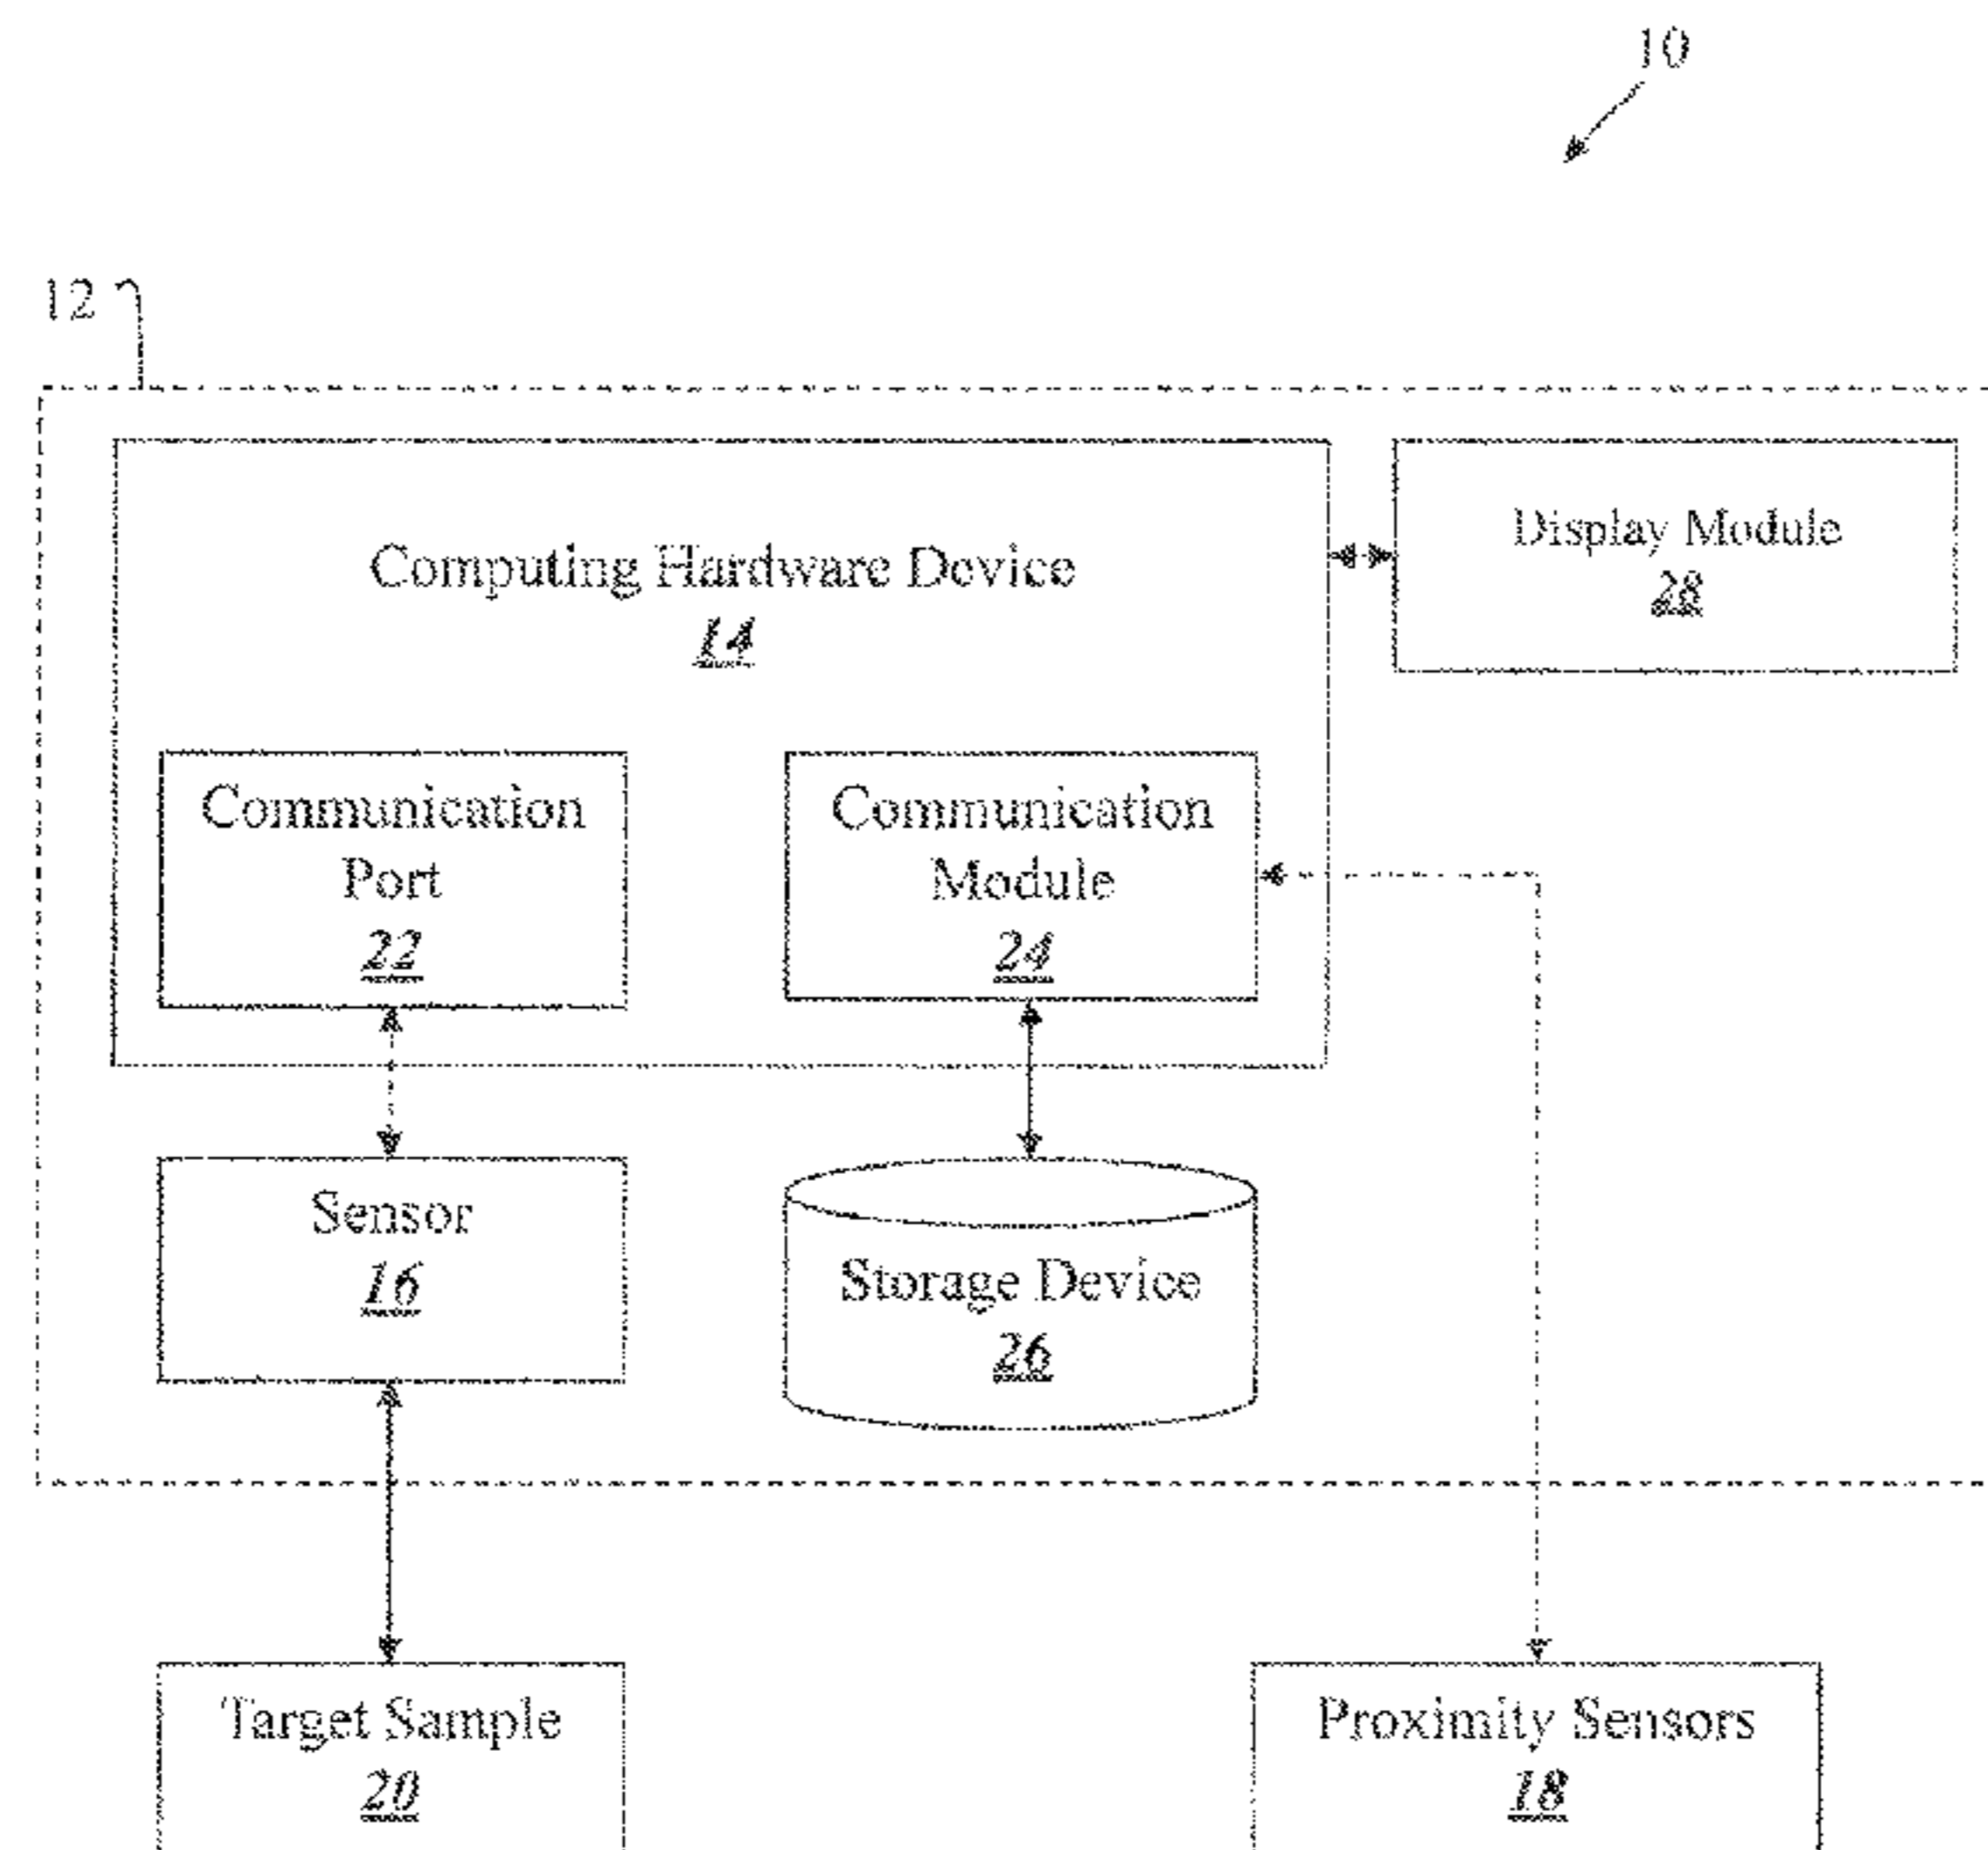 10
12
Computing Hardware Device
14
Display Module
28
Communication
Port
22
Communication
Module
24
Sensor
16
Storage Device
26
Target Sample
20
Proximity Sensors
18